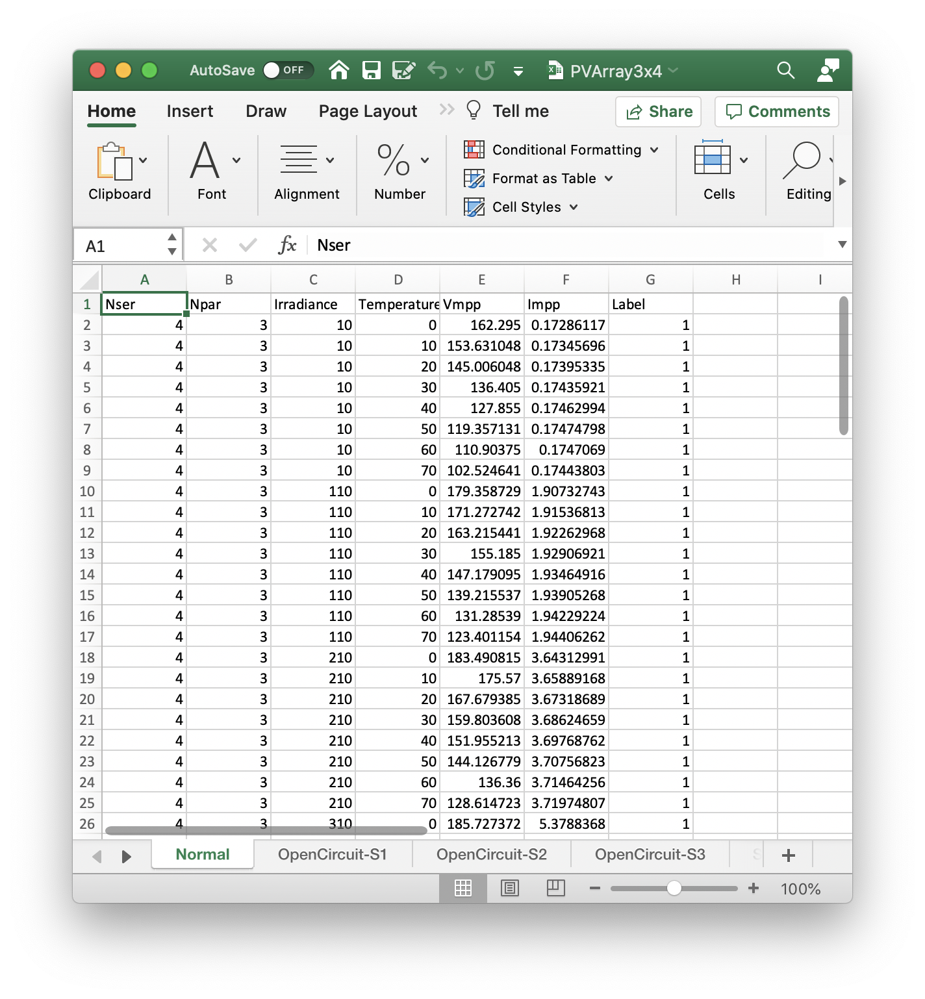 AutoSave OFF PVArray3x4
Home Insert Draw Page Layout Tell me Share Comments
Clipboard Font Alignment Number Conditional Formatting Format as Table Cell Styles Cells Editing
A1 fx Nser
A B C D E F G H I
1 Nser Npar Irradiance Temperature Vmpp Impp Label
2 4 3 10 0 162.295 0.17286117 1
3 4 3 10 10 153.631048 0.17345696 1
4 4 3 10 20 145.006048 0.17395335 1
5 4 3 10 30 136.405 0.17435921 1
6 4 3 10 40 127.855 0.17462994 1
7 4 3 10 50 119.357131 0.17474798 1
8 4 3 10 60 110.90375 0.1747069 1
9 4 3 10 70 102.524641 0.17443803 1
10 4 3 110 0 179.358729 1.90732743 1
11 4 3 110 10 171.272742 1.91536813 1
12 4 3 110 20 163.215441 1.92262968 1
13 4 3 110 30 155.185 1.92906921 1
14 4 3 110 40 147.179095 1.93464916 1
15 4 3 110 50 139.215537 1.93905268 1
16 4 3 110 60 131.28539 1.94229224 1
17 4 3 110 70 123.401154 1.94406262 1
18 4 3 210 0 183.490815 3.64312991 1
19 4 3 210 10 175.57 3.65889168 1
20 4 3 210 20 167.679385 3.67318689 1
21 4 3 210 30 159.803608 3.68624659 1
22 4 3 210 40 151.955213 3.69768762 1
23 4 3 210 50 144.126779 3.70756823 1
24 4 3 210 60 136.36 3.71464256 1
25 4 3 210 70 128.614723 3.71974807 1
26 4 3 310 0 185.727372 5.3788368 1
Normal OpenCircuit-S1 OpenCircuit-S2 OpenCircuit-S3 S +
100%